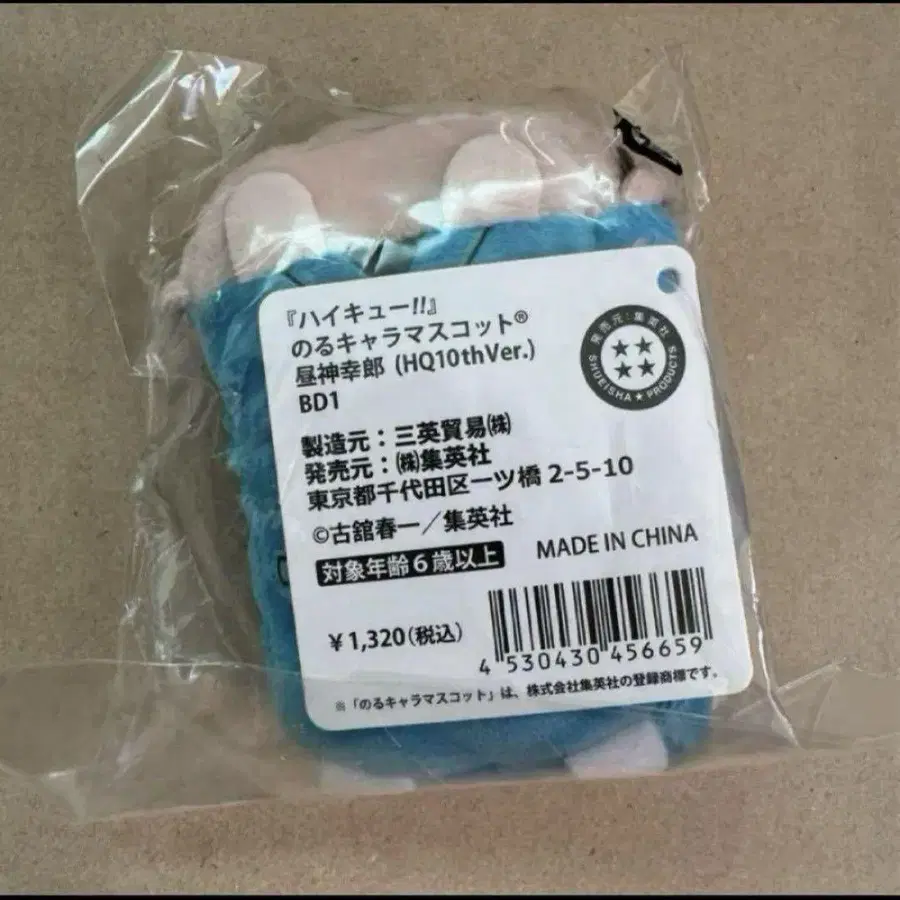 『ハイキュー!!』
のるキャラマスコット®
昼神幸郎 (HQ10thVer.)
BD1
発売元:集英社
SHUEISHA ★ PRODUCTS
製造元:三英貿易㈱
発売元:㈱集英社
東京都千代田区一ツ橋 2-5-10
©古舘春一/集英社
対象年齢6歳以上
MADE IN CHINA
¥1,320(税込)
4 530430 456659
※「のるキャラマスコット」は、株式会社集英社の登録商標です。